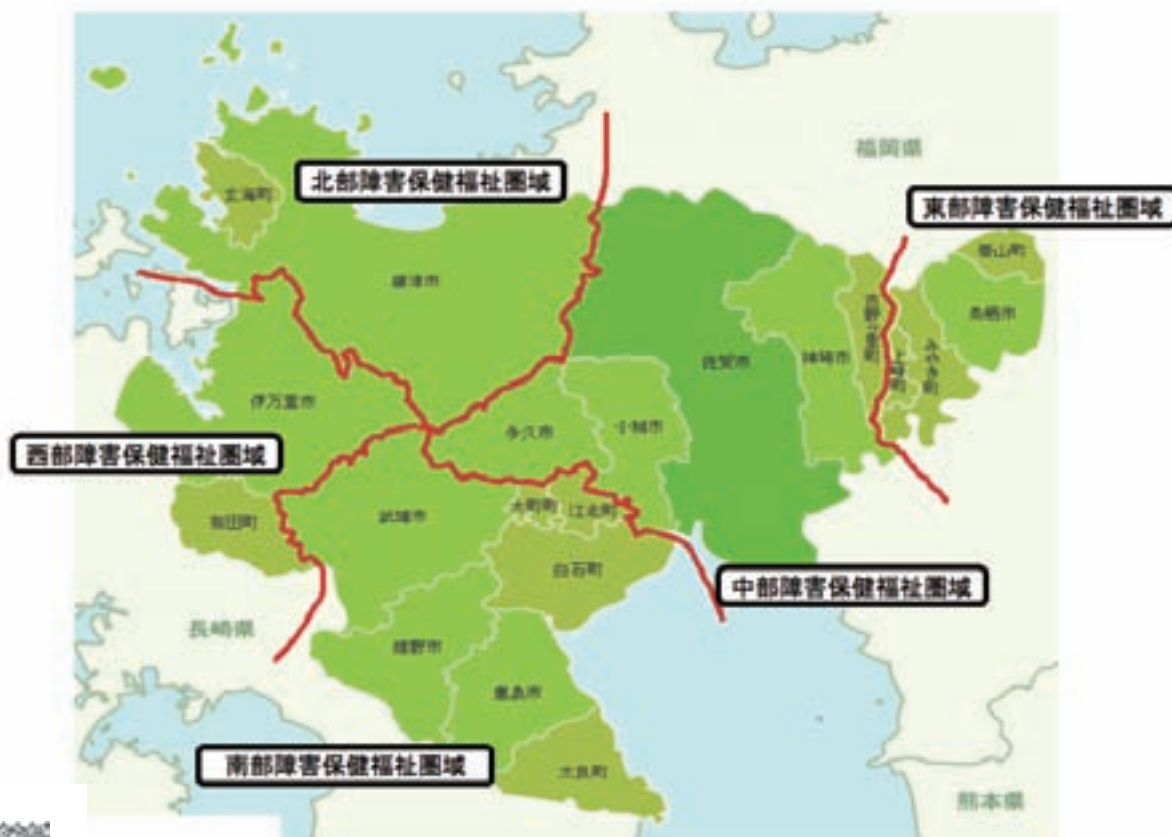 福岡県
北部障害保健福祉圏域
玄海町
東部障害保健福祉圏域
基山町
唐津市
鳥栖市
吉野ヶ里町
みやき町
上峰町
佐賀市
神埼市
伊万里市
多久市
小城市
西部障害保健福祉圏域
有田町
武雄市
大町町
江北町
白石町
中部障害保健福祉圏域
長崎県
嬉野市
鹿島市
南部障害保健福祉圏域
太良町
熊本県